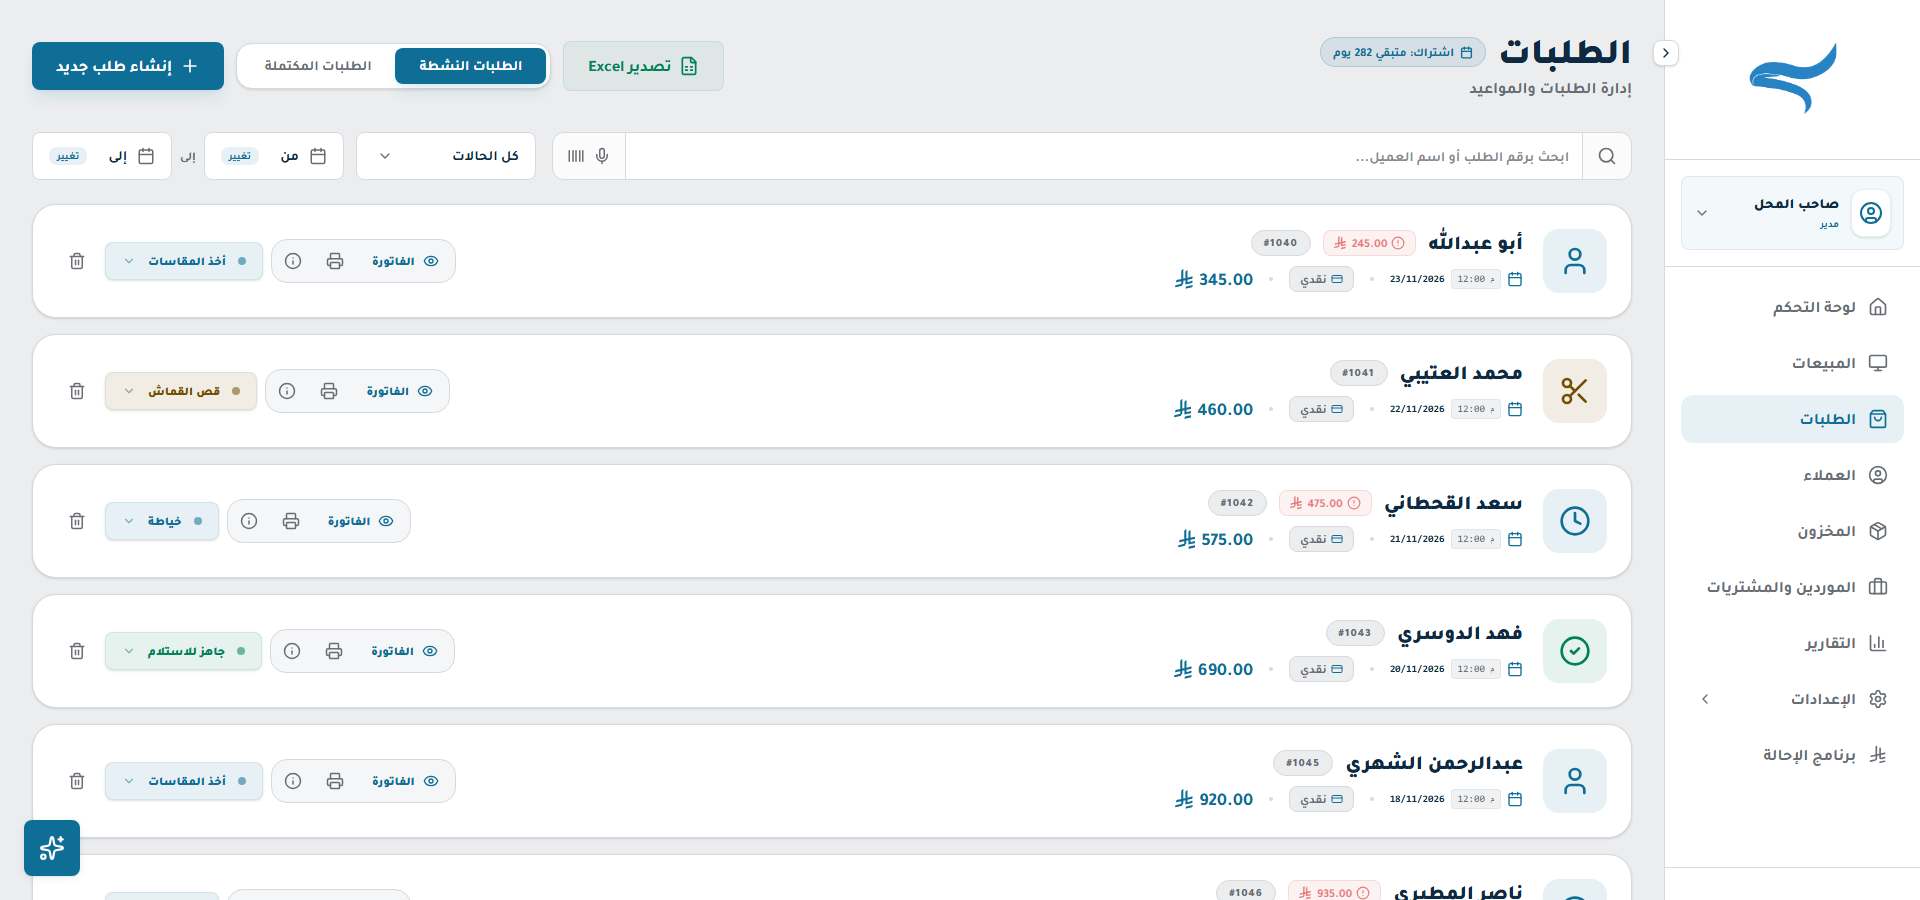 الطلبات
اشتراك: متبقي 282 يوم
إدارة الطلبات والمواعيد
تصدير Excel
الطلبات النشطة
الطلبات المكتملة
إنشاء طلب جديد
ابحث برقم الطلب أو اسم العميل...
كل الحالات
من
تغيير
إلى
إلى
تغيير
صاحب المحل
مدير
لوحة التحكم
المبيعات
الطلبات
العملاء
المخزون
الموردين والمشتريات
التقارير
الإعدادات
برنامج الإحالة
أبو عبدالله
245.00
#1040
23/11/2026
12:00 م
نقدي
345.00
الفاتورة
أخذ المقاسات
محمد العتيبي
#1041
22/11/2026
12:00 م
نقدي
460.00
الفاتورة
قص القماش
سعد القحطاني
475.00
#1042
21/11/2026
12:00 م
نقدي
575.00
الفاتورة
خياطة
فهد الدوسري
#1043
20/11/2026
12:00 م
نقدي
690.00
الفاتورة
جاهز للاستلام
عبدالرحمن الشهري
#1045
18/11/2026
12:00 م
نقدي
920.00
الفاتورة
أخذ المقاسات
ناصر المطيري
935.00
#1046